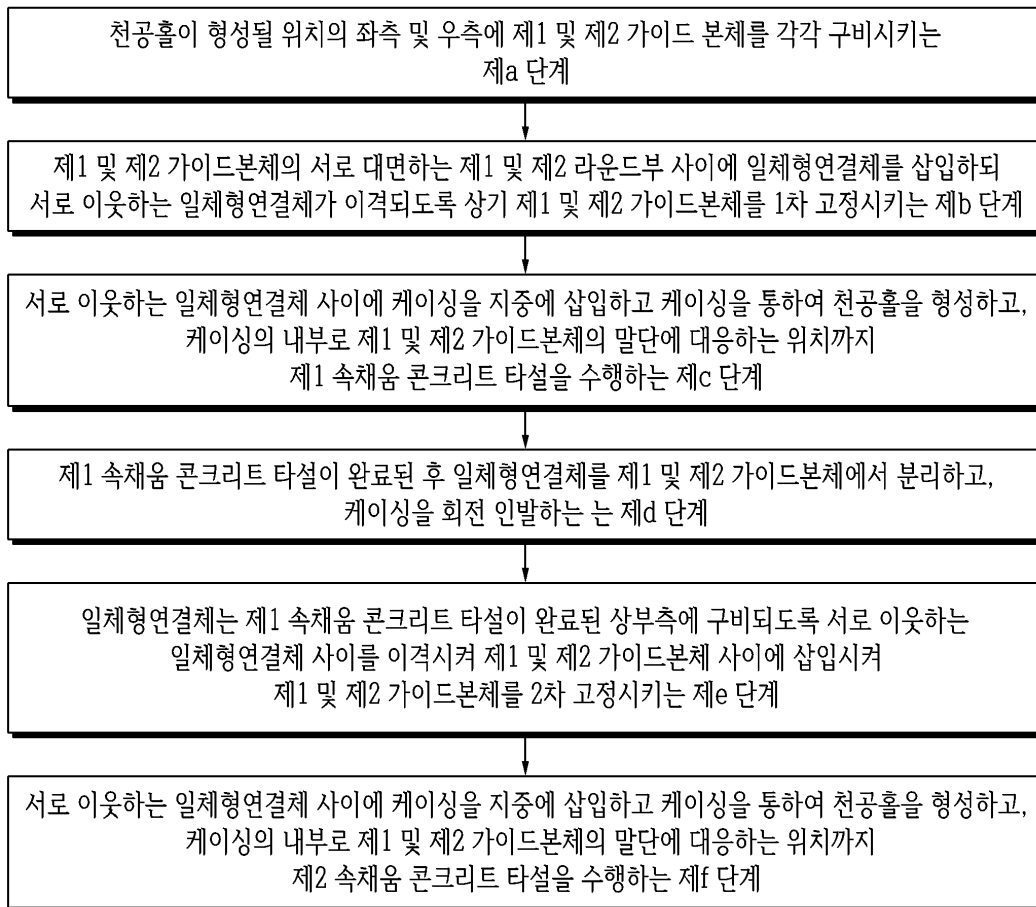 천공홀이 형성될 위치의 좌측 및 우측에 제1 및 제2 가이드 본체를 각각 구비시키는
제a 단계
제1 및 제2 가이드본체의 서로 대면하는 제1 및 제2 라운드부 사이에 일체형연결체를 삽입하되
서로 이웃하는 일체형연결체가 이격되도록 상기 제1 및 제2 가이드본체를 1차 고정시키는 제b 단계
서로 이웃하는 일체형연결체 사이에 케이싱을 지중에 삽입하고 케이싱을 통하여 천공홀을 형성하고,
케이싱의 내부로 제1 및 제2 가이드본체의 말단에 대응하는 위치까지
제1 속채움 콘크리트 타설을 수행하는 제c 단계
제1 속채움 콘크리트 타설이 완료된 후 일체형연결체를 제1 및 제2 가이드본체에서 분리하고,
케이싱을 회전 인발하는 는 제d 단계
일체형연결체는 제1 속채움 콘크리트 타설이 완료된 상부측에 구비되도록 서로 이웃하는
일체형연결체 사이를 이격시켜 제1 및 제2 가이드본체 사이에 삽입시켜
제1 및 제2 가이드본체를 2차 고정시키는 제e 단계
서로 이웃하는 일체형연결체 사이에 케이싱을 지중에 삽입하고 케이싱을 통하여 천공홀을 형성하고,
케이싱의 내부로 제1 및 제2 가이드본체의 말단에 대응하는 위치까지
제2 속채움 콘크리트 타설을 수행하는 제f 단계